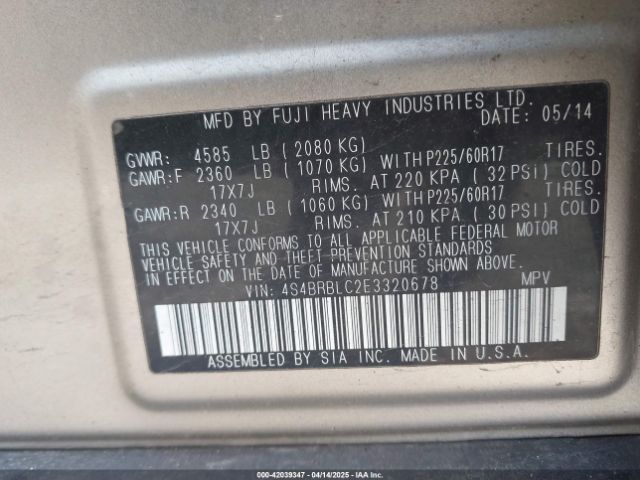 MFD BY FUJI HEAVY INDUSTRIES LTD.
DATE: 05/14
GVWR: 4585 LB ( 2080 KG)
GAWR:F 2360 LB ( 1070 KG) WITH P225/60R17 TIRES.
17X7J RIMS. AT 220 KPA ( 32 PSI) COLD
GAWR:R 2340 LB ( 1060 KG) WITH P225/60R17 TIRES.
17X7J RIMS. AT 210 KPA ( 30 PSI) COLD
THIS VEHICLE CONFORMS TO ALL APPLICABLE FEDERAL MOTOR
VEHICLE SAFETY AND THEFT PREVENTION STANDARDS
IN EFFECT ON THE DATE OF MANUFACTURE SHOWN ABOVE.
VIN: 4S4BRBLC2E3320678 MPV
ASSEMBLED BY SIA INC. MADE IN U.S.A.
000-42039347 - 04/14/2025 - IAA Inc.